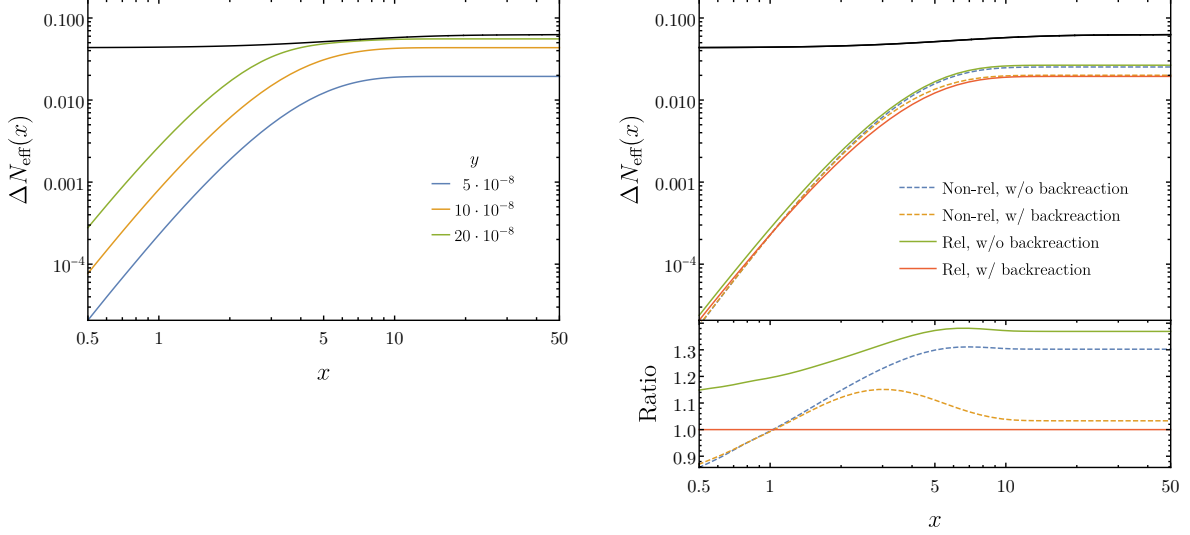 0.100
0.010
0.001
10⁻⁴
ΔN_eff(x)
y
5 · 10⁻⁸
10 · 10⁻⁸
20 · 10⁻⁸
0.5 1 5 10 50
x
0.100
0.010
0.001
10⁻⁴
ΔN_eff(x)
Non-rel, w/o backreaction
Non-rel, w/ backreaction
Rel, w/o backreaction
Rel, w/ backreaction
1.3
1.2
1.1
1.0
0.9
Ratio
0.5 1 5 10 50
x